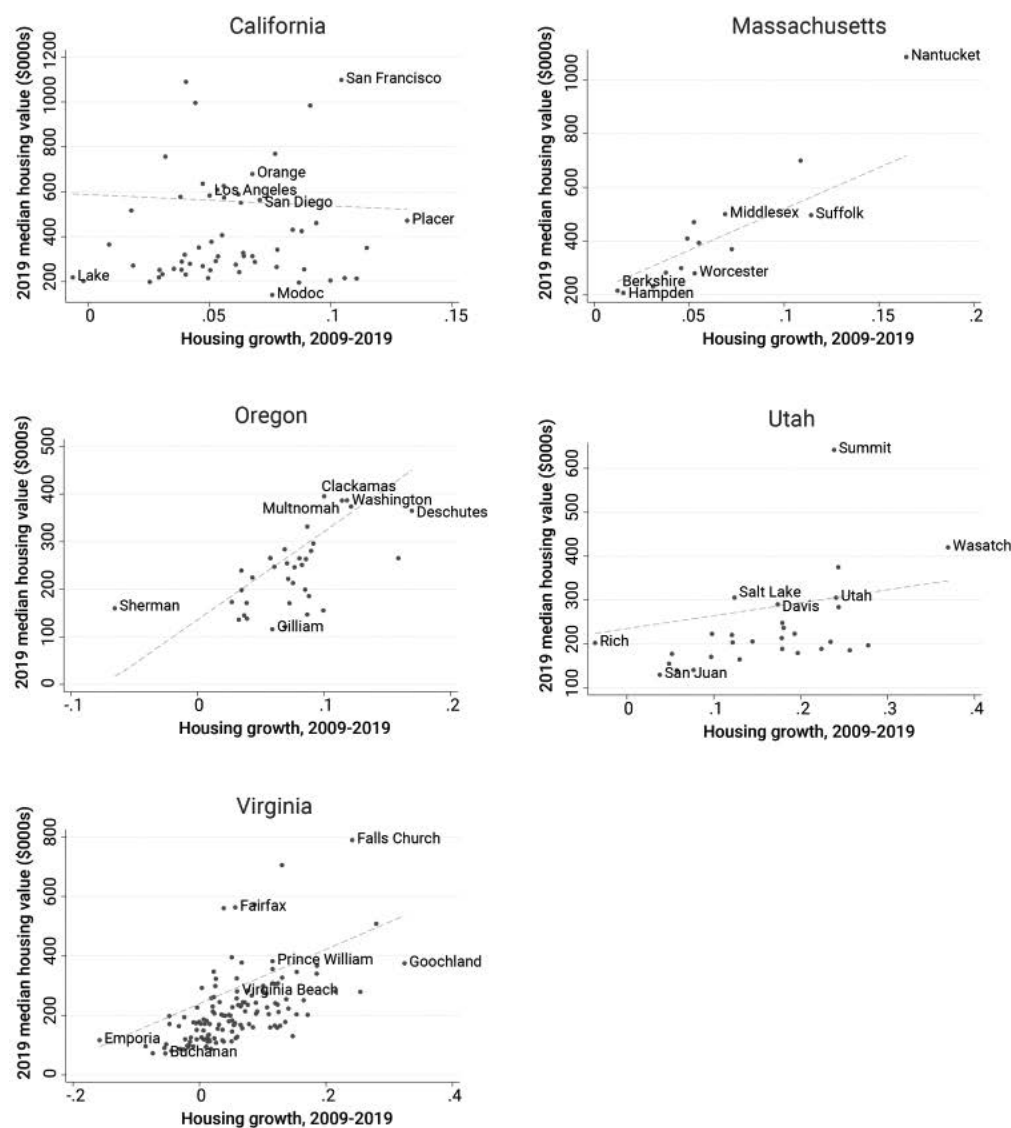 California
2019 median housing value ($000s)
1200
1000
800
600
400
200
San Francisco
Orange
Los Angeles
San Diego
Placer
Lake
Modoc
0
.05
.1
.15
Housing growth, 2009-2019
Massachusetts
2019 median housing value ($000s)
1000
800
600
400
200
Nantucket
Middlesex
Suffolk
Worcester
Berkshire
Hampden
0
.05
.1
.15
.2
Housing growth, 2009-2019
Oregon
2019 median housing value ($000s)
500
400
300
200
100
0
Clackamas
Washington
Multnomah
Deschutes
Sherman
Gilliam
-.1
0
.1
.2
Housing growth, 2009-2019
Utah
2019 median housing value ($000s)
600
500
400
300
200
100
Summit
Wasatch
Salt Lake
Utah
Davis
Rich
San Juan
0
.1
.2
.3
.4
Housing growth, 2009-2019
Virginia
2019 median housing value ($000s)
800
600
400
200
0
Falls Church
Fairfax
Prince William
Goochland
Virginia Beach
Emporia
Buchanan
-.2
0
.2
.4
Housing growth, 2009-2019